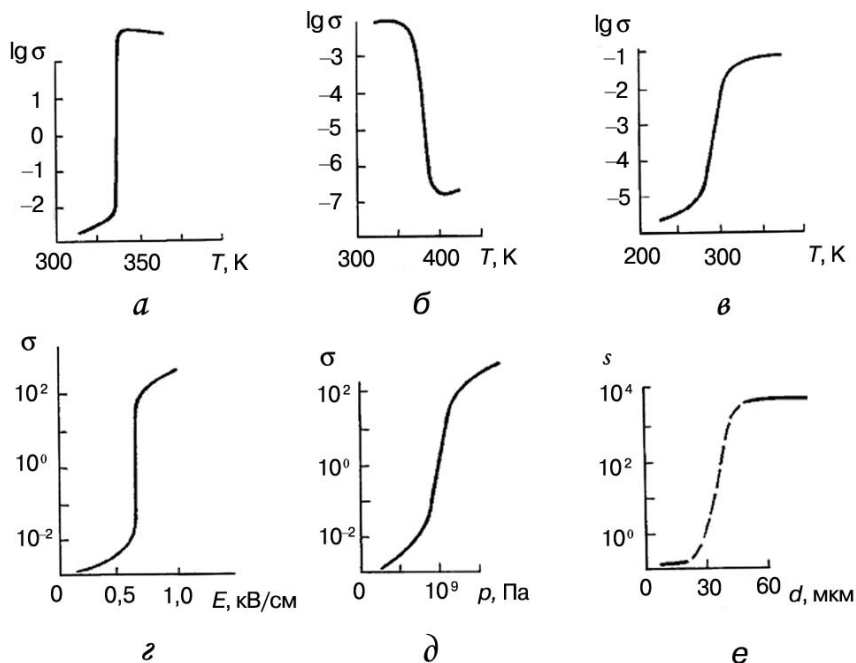 lg σ
1
0
–1
–2
300
350
T, K
а
lg σ
–3
–3
–4
–5
–6
–7
300
400
T, K
б
lg σ
–1
–2
–3
–4
–5
200
300
T, K
в
σ
10²
10⁰
10⁻²
0
0,5
1,0
E, кВ/см
г
σ
10²
10⁰
10⁻²
0
10⁹
p, Па
д
s
10⁴
10²
10⁰
0
30
60
d, мкм
е